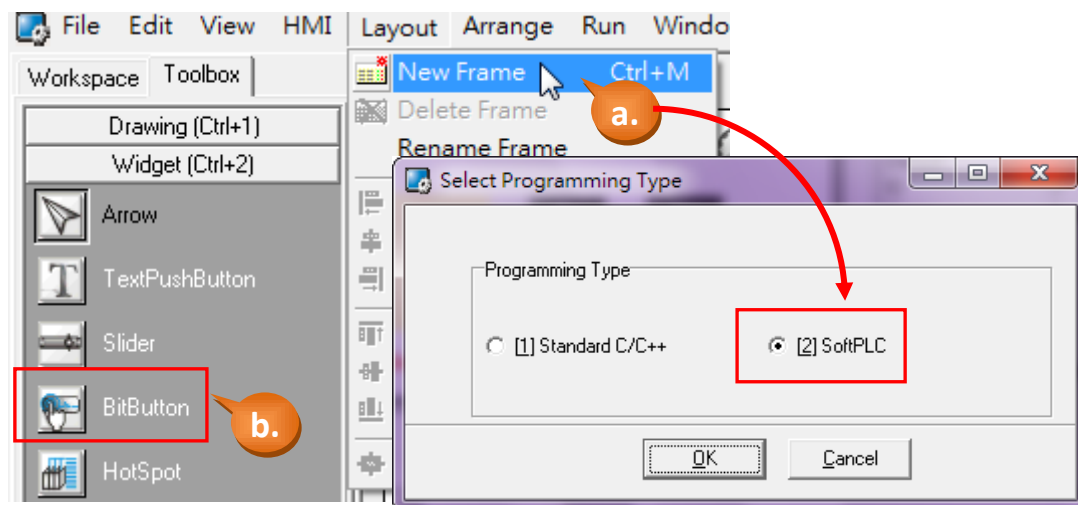 File Edit View HMI Layout Arrange Run Windo
Workspace Toolbox
New Frame Ctrl+M
Drawing (Ctrl+1)
Delete Frame
a.
Widget (Ctrl+2)
Rename Frame
Select Programming Type
Arrow
Programming Type
TextPushButton
Slider
[1] Standard C/C++
[2] SoftPLC
BitButton
b.
HotSpot
OK
Cancel